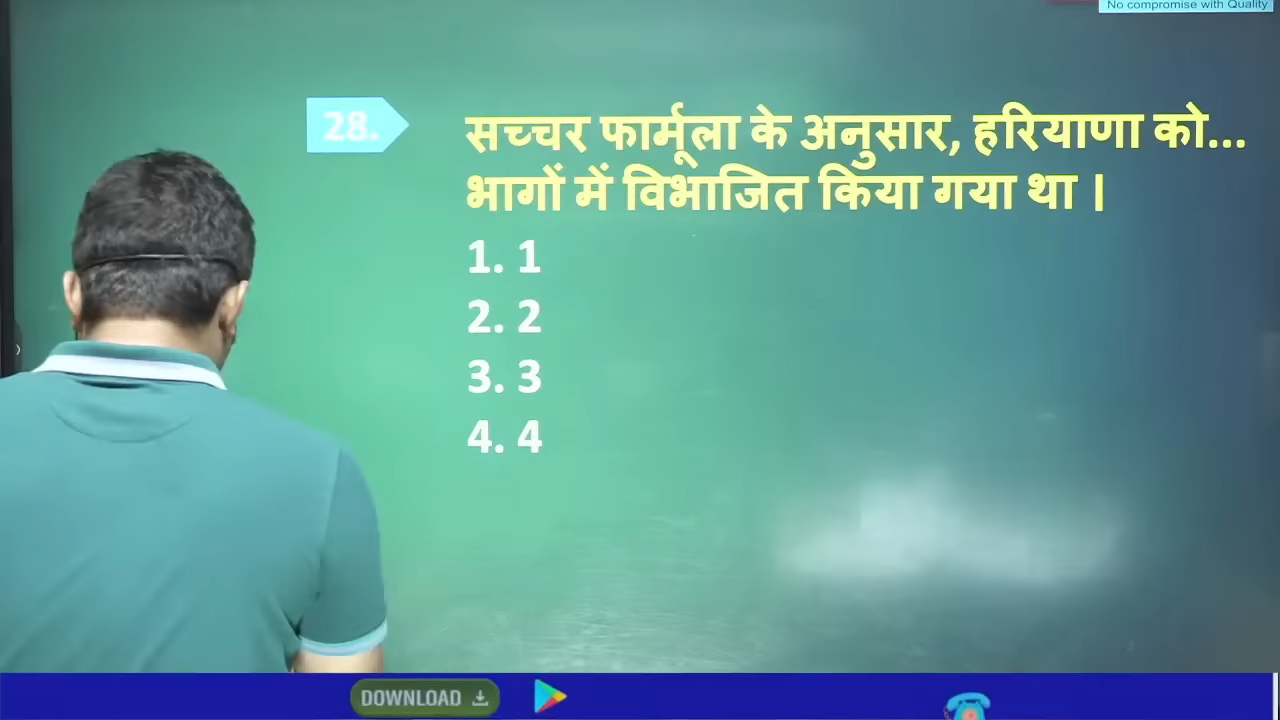 No compromise with Quality
28.
सच्चर फार्मूला के अनुसार, हरियाणा को...
भागों में विभाजित किया गया था ।
1. 1
2. 2
3. 3
4. 4
DOWNLOAD